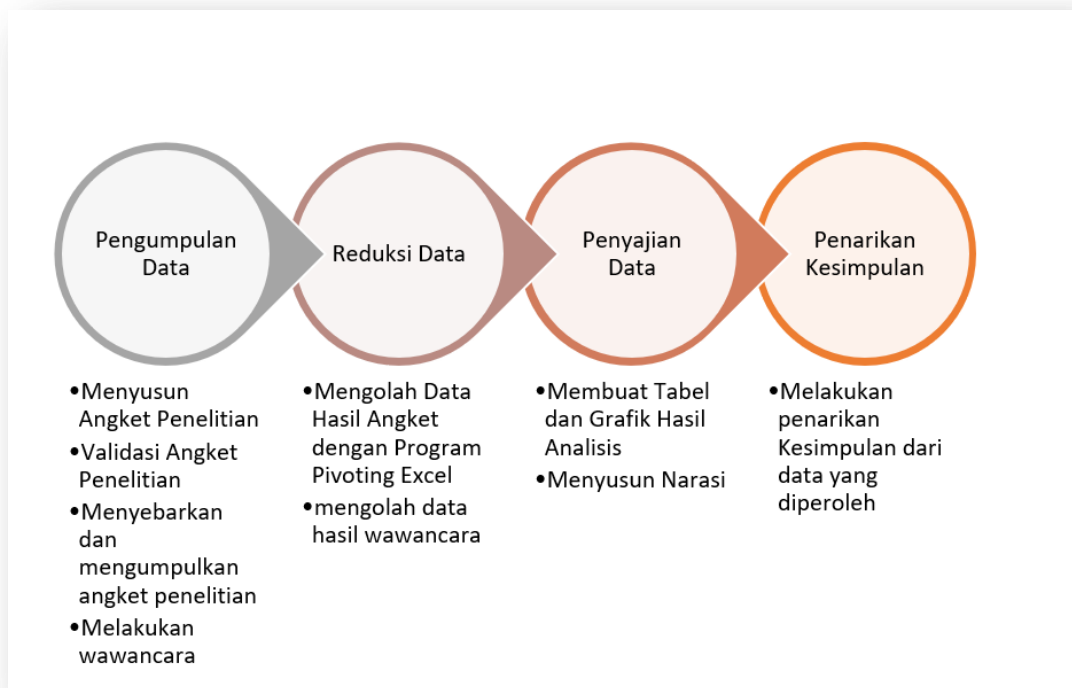 Pengumpulan
Data
Reduksi Data
Penyajian
Data
Penarikan
Kesimpulan
•Menyusun
Angket Penelitian
•Validasi Angket
Penelitian
•Menyebarkan
dan
mengumpulkan
angket penelitian
•Melakukan
wawancara
•Mengolah Data
Hasil Angket
dengan Program
Pivoting Excel
•mengolah data
hasil wawancara
•Membuat Tabel
dan Grafik Hasil
Analisis
•Menyusun Narasi
•Melakukan
penarikan
Kesimpulan dari
data yang
diperoleh